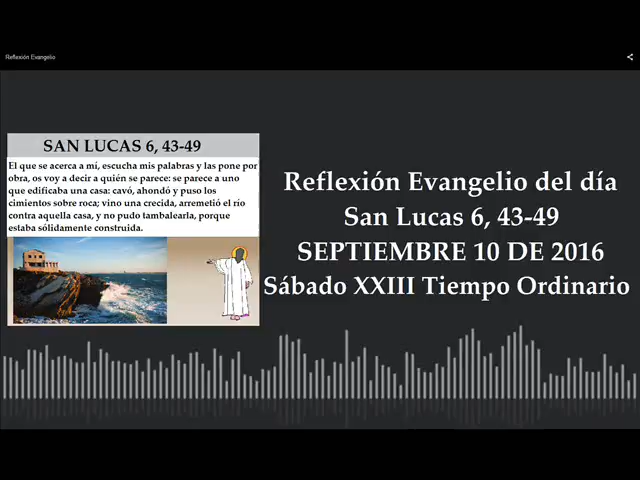 Reflexión Evangelio
SAN LUCAS 6, 43-49
El que se acerca a mí, escucha mis palabras y las pone por
obra, os voy a decir a quién se parece: se parece a uno
que edificaba una casa: cavó, ahondó y puso los
cimientos sobre roca; vino una crecida, arremetió el río
contra aquella casa, y no pudo tambalearla, porque
estaba sólidamente construida.
Reflexión Evangelio del día
San Lucas 6, 43-49
SEPTIEMBRE 10 DE 2016
Sábado XXIII Tiempo Ordinario